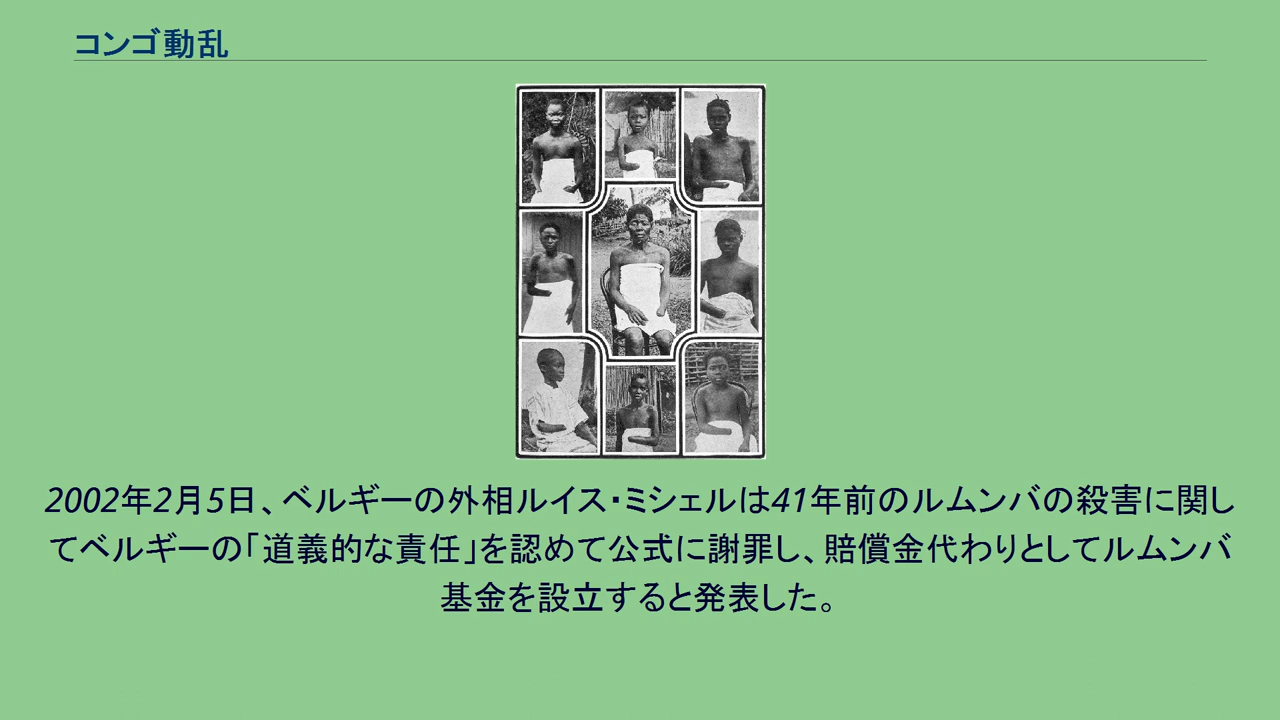 コンゴ動乱
2002年2月5日、ベルギーの外相ルイス・ミシェルは41年前のルムンバの殺害に関し
てベルギーの「道義的な責任」を認めて公式に謝罪し、賠償金代わりとしてルムンバ
基金を設立すると発表した。